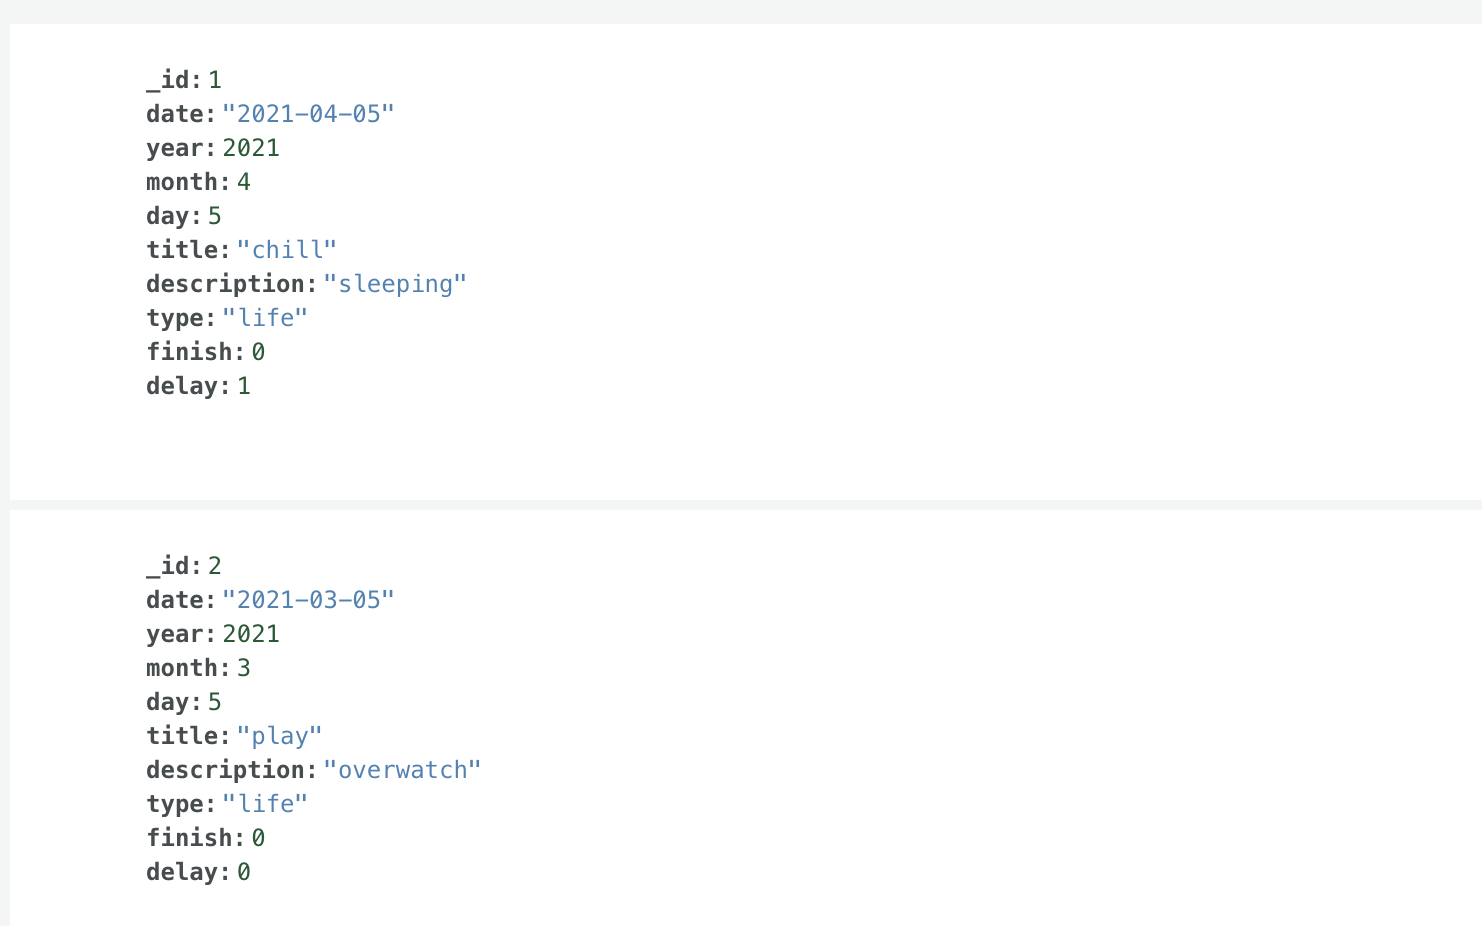 _id: 1
date: "2021-04-05"
year: 2021
month: 4
day: 5
title: "chill"
description: "sleeping"
type: "life"
finish: 0
delay: 1
_id: 2
date: "2021-03-05"
year: 2021
month: 3
day: 5
title: "play"
description: "overwatch"
type: "life"
finish: 0
delay: 0